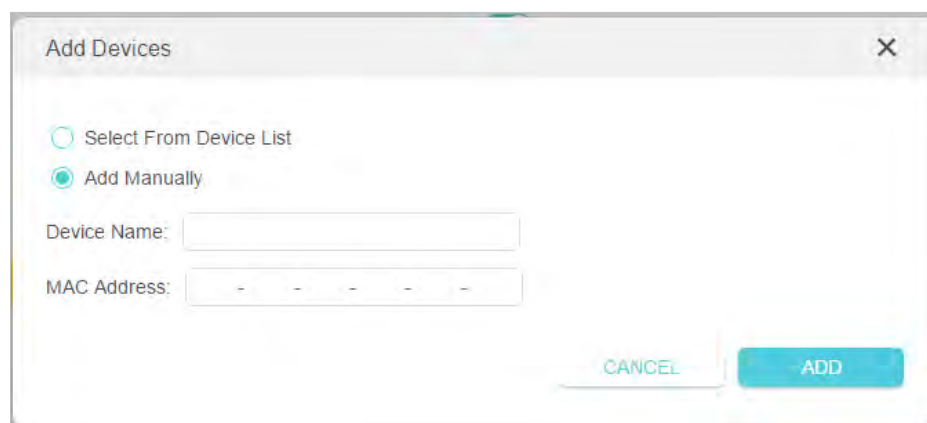 Add Devices
Select From Device List
Add Manually
Device Name:
MAC Address: - - - - -
CANCEL ADD